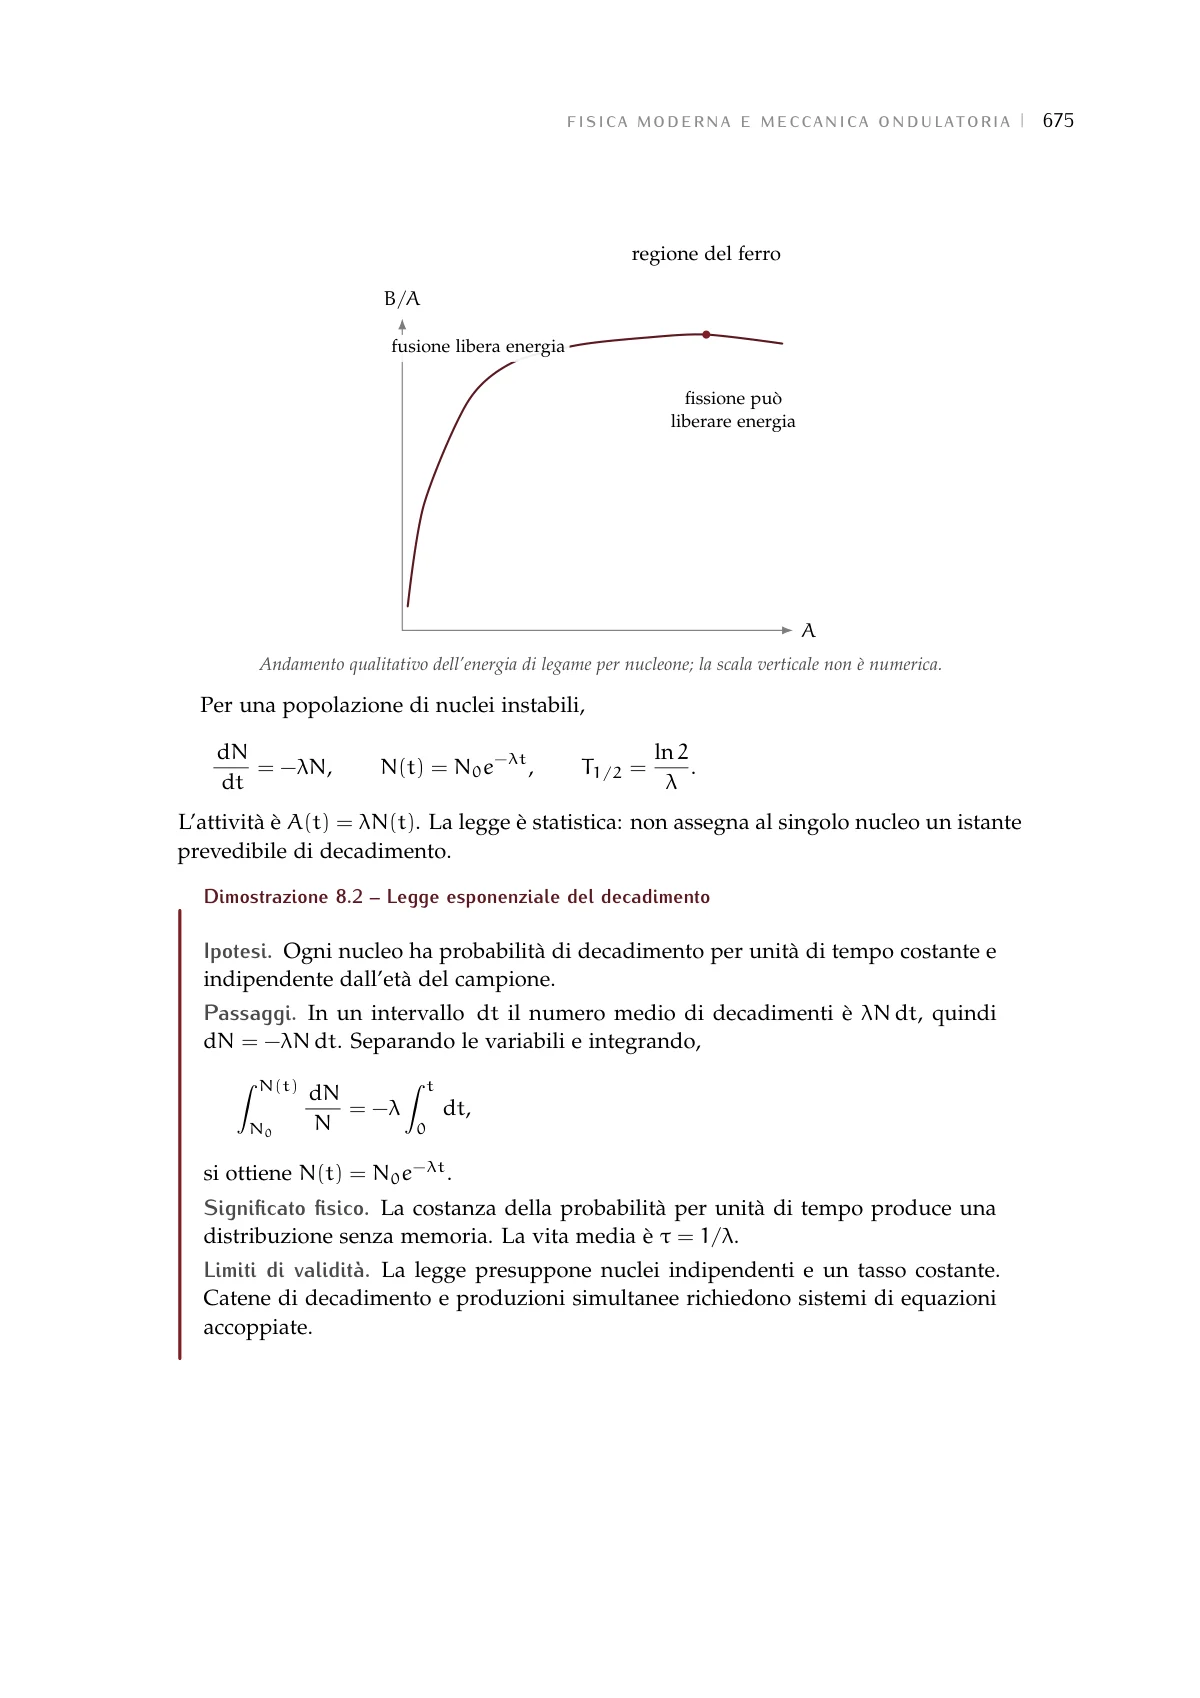 FISICA MODERNA E MECCANICA ONDULATORIA | 675
regione del ferro
B/A
fusione libera energia
fissione può
liberare energia
A
Andamento qualitativo dell'energia di legame per nucleone; la scala verticale non è numerica.
Per una popolazione di nuclei instabili,
dN/dt = −λN, N(t) = N₀e^{−λt}, T_{1/2} = ln 2/λ.
L'attività è A(t) = λN(t). La legge è statistica: non assegna al singolo nucleo un istante
prevedibile di decadimento.
Dimostrazione 8.2 – Legge esponenziale del decadimento
Ipotesi. Ogni nucleo ha probabilità di decadimento per unità di tempo costante e
indipendente dall'età del campione.
Passaggi. In un intervallo dt il numero medio di decadimenti è λN dt, quindi
dN = −λN dt. Separando le variabili e integrando,
∫_{N₀}^{N(t)} dN/N = −λ ∫_0^t dt,
si ottiene N(t) = N₀e^{−λt}.
Significato fisico. La costanza della probabilità per unità di tempo produce una
distribuzione senza memoria. La vita media è τ = 1/λ.
Limiti di validità. La legge presuppone nuclei indipendenti e un tasso costante.
Catene di decadimento e produzioni simultanee richiedono sistemi di equazioni
accoppiate.